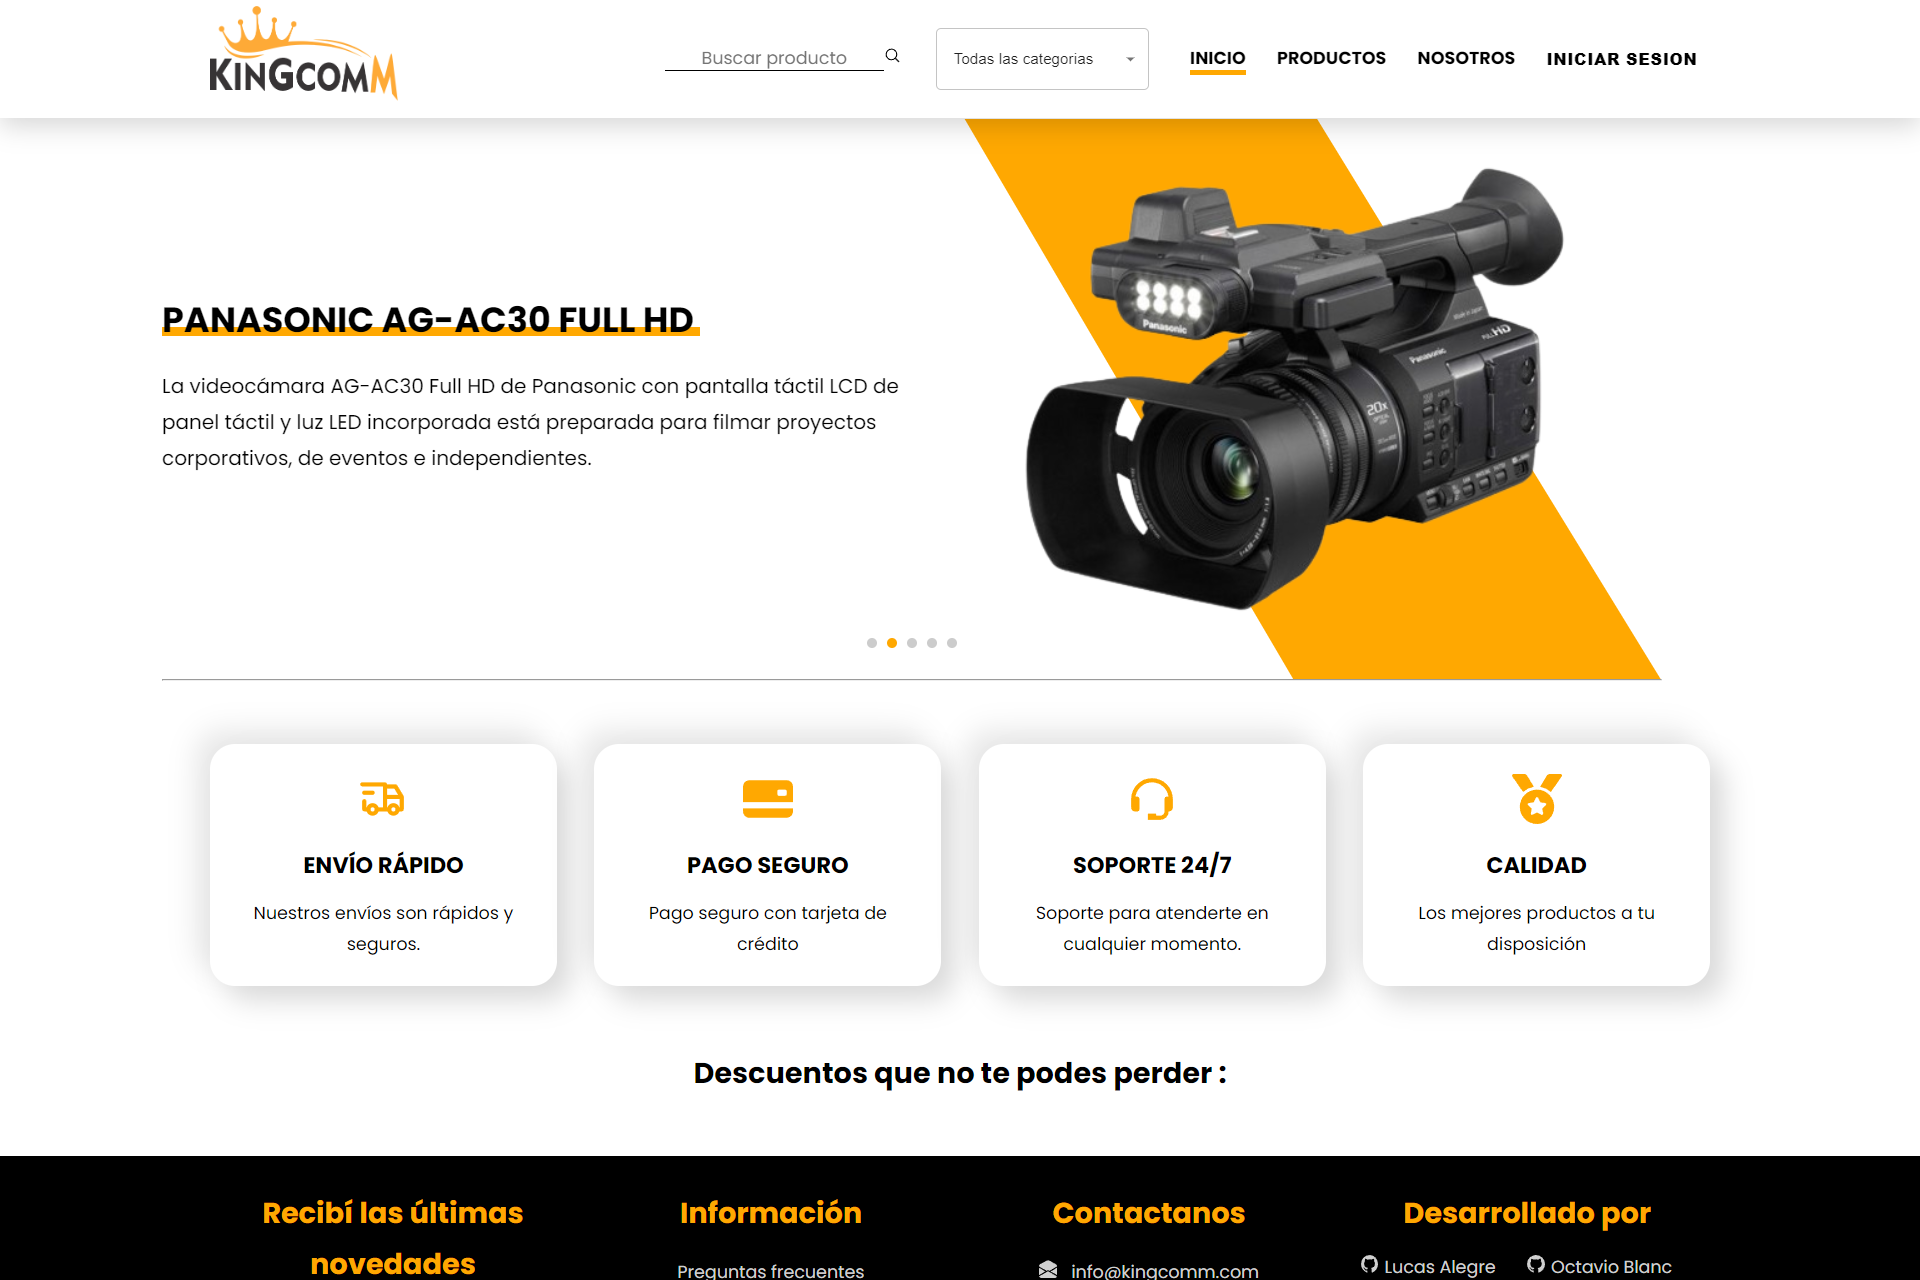 KiNGcomM
Buscar producto
Todas las categorias
INICIO
PRODUCTOS
NOSOTROS
INICIAR SESION
PANASONIC AG-AC30 FULL HD
La videocámara AG-AC30 Full HD de Panasonic con pantalla táctil LCD de
panel táctil y luz LED incorporada está preparada para filmar proyectos
corporativos, de eventos e independientes.
Panasonic
Panasonic
FULL HD
20x
ENVÍO RÁPIDO
Nuestros envíos son rápidos y
seguros.
PAGO SEGURO
Pago seguro con tarjeta de
crédito
SOPORTE 24/7
Soporte para atenderte en
cualquier momento.
CALIDAD
Los mejores productos a tu
disposición
Descuentos que no te podes perder :
Recibí las últimas
novedades
Información
Preguntas frecuentes
Contactanos
info@kingcomm.com
Desarrollado por
Lucas Alegre
Octavio Blanc